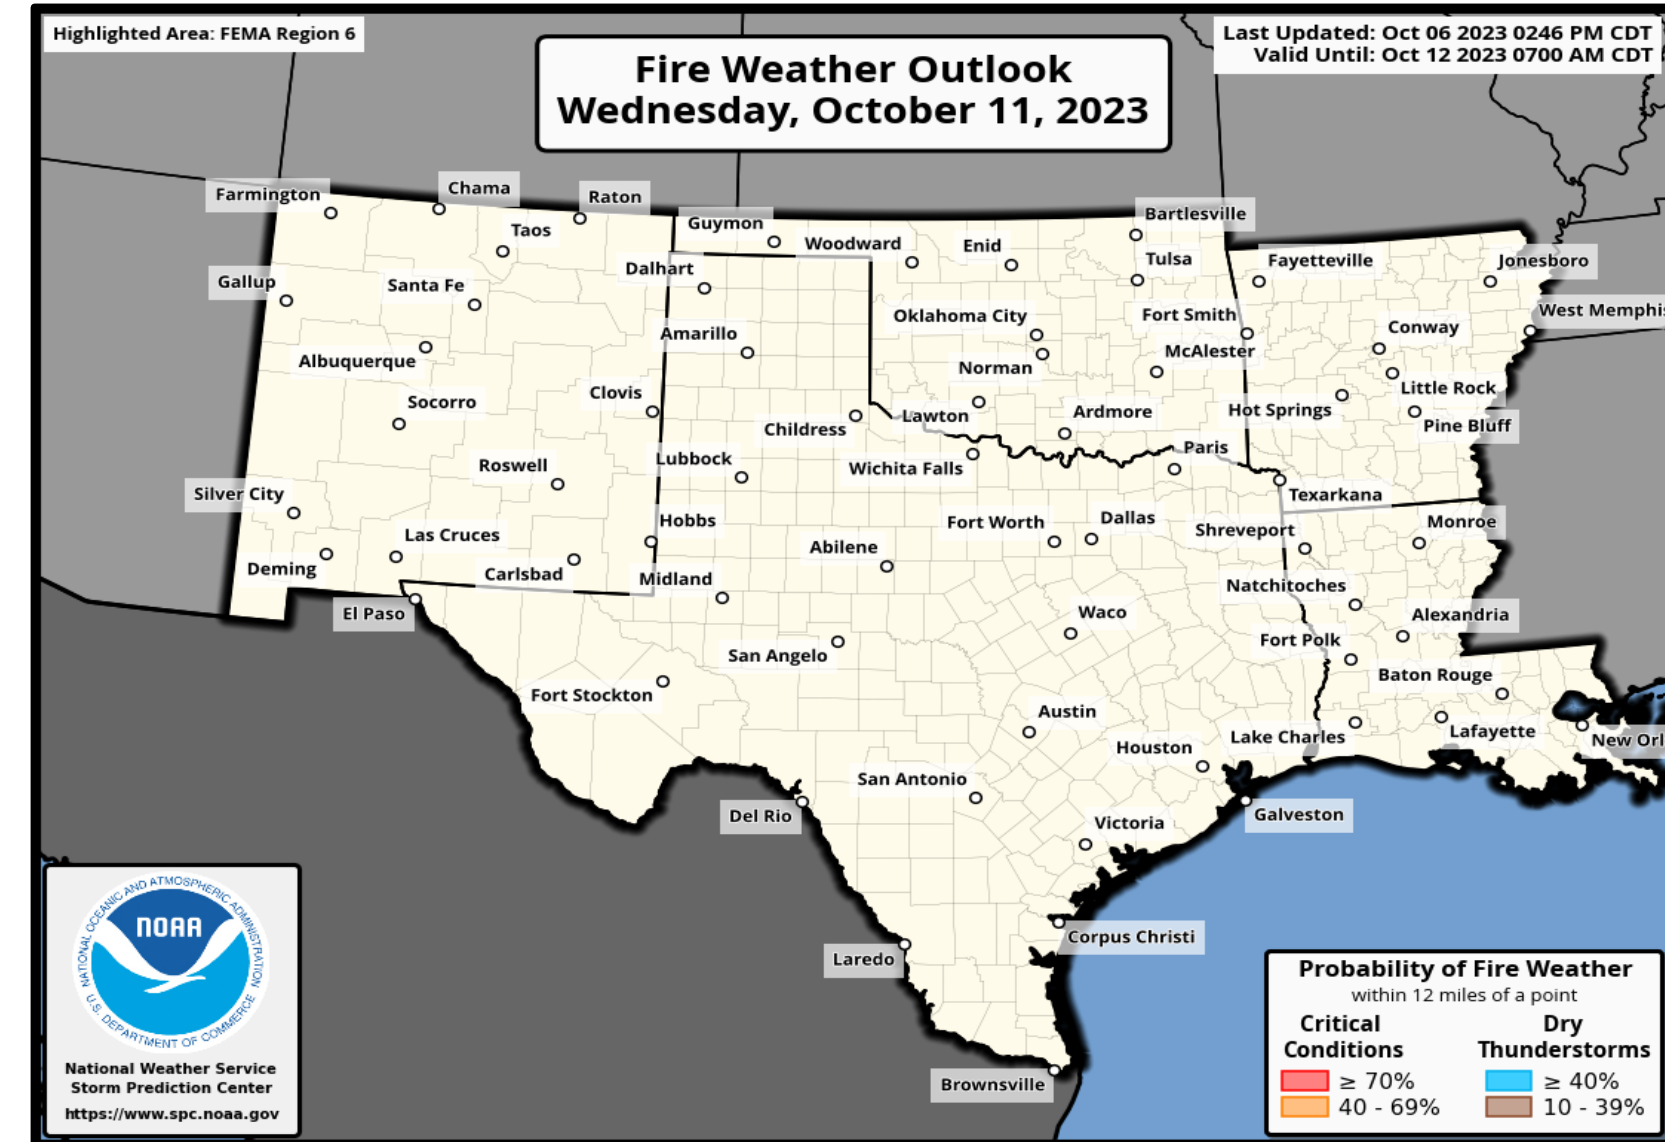 Highlighted Area: FEMA Region 6
Last Updated: Oct 06 2023 0246 PM CDT
Valid Until: Oct 12 2023 0700 AM CDT
Fire Weather Outlook
Wednesday, October 11, 2023
Farmington
Chama
Raton
Taos
Guymon
Woodward
Enid
Bartlesville
Tulsa
Fayetteville
Jonesboro
Gallup
Santa Fe
Dalhart
Oklahoma City
Fort Smith
West Memphis
Albuquerque
Amarillo
Norman
McAlester
Conway
Socorro
Clovis
Childress
Lawton
Ardmore
Hot Springs
Little Rock
Pine Bluff
Roswell
Lubbock
Wichita Falls
Paris
Silver City
Texarkana
Las Cruces
Hobbs
Abilene
Fort Worth
Dallas
Shreveport
Monroe
Deming
Carlsbad
Midland
Natchitoches
El Paso
Waco
Alexandria
San Angelo
Fort Polk
Fort Stockton
Baton Rouge
Austin
Houston
Lake Charles
Lafayette
New Orl
San Antonio
Del Rio
Victoria
Galveston
Laredo
Corpus Christi
Brownsville
NATIONAL OCEANIC AND ATMOSPHERIC ADMINISTRATION
NOAA
U.S. DEPARTMENT OF COMMERCE
National Weather Service
Storm Prediction Center
https://www.spc.noaa.gov
Probability of Fire Weather
within 12 miles of a point
Critical Dry
Conditions Thunderstorms
≥ 70% ≥ 40%
40 - 69% 10 - 39%